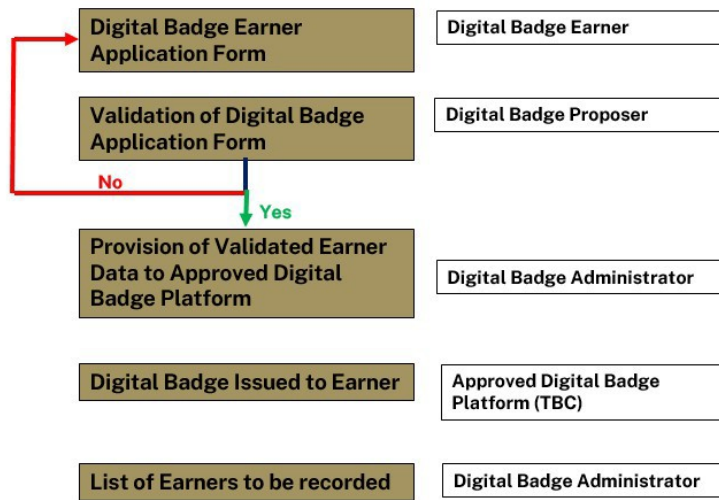 Digital Badge Earner
Application Form
Digital Badge Earner
Validation of Digital Badge
Application Form
Digital Badge Proposer
No
Yes
Provision of Validated Earner
Data to Approved Digital
Badge Platform
Digital Badge Administrator
Digital Badge Issued to Earner
Approved Digital Badge
Platform (TBC)
List of Earners to be recorded
Digital Badge Administrator